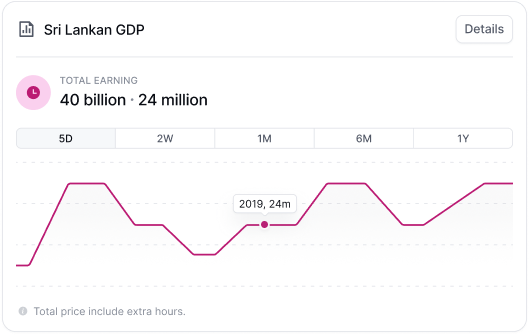 Sri Lankan GDP
Details
TOTAL EARNING
40 billion · 24 million
5D 2W 1M 6M 1Y
2019, 24m
Total price include extra hours.